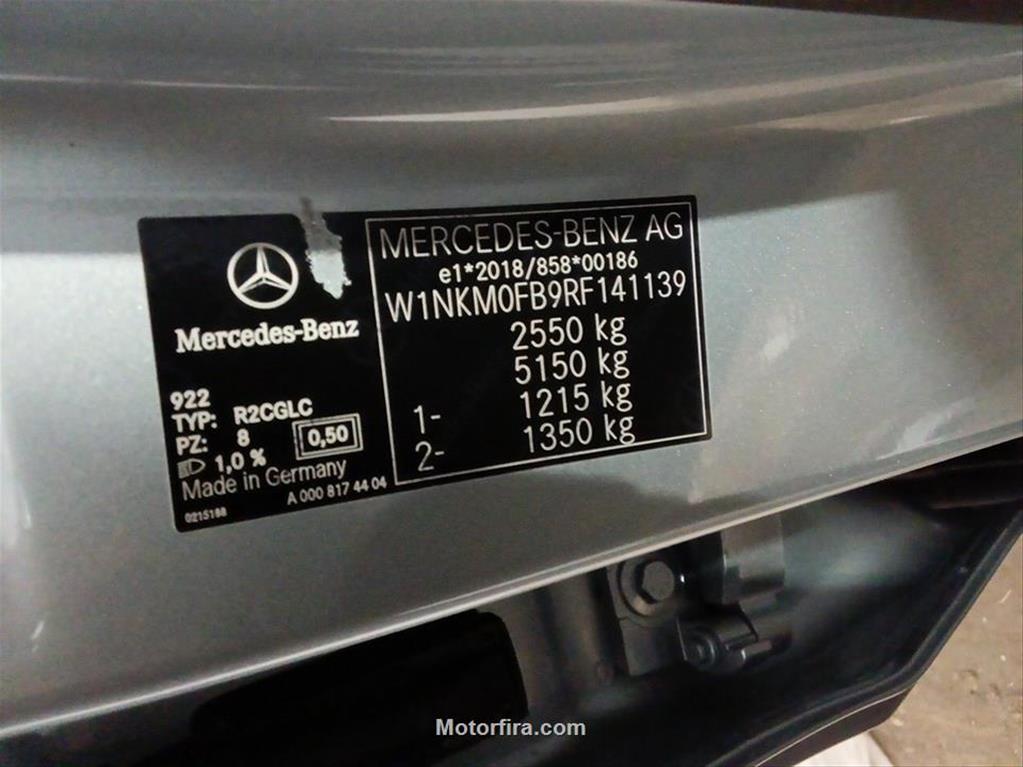 Mercedes-Benz
922
TYP: R2CGLC
PZ: 8
0,50
1,0 %
Made in Germany
A 000 817 44 04
0215188
MERCEDES-BENZ AG
e1*2018/858*00186
W1NKM0FB9RF141139
2550 kg
5150 kg
1- 1215 kg
2- 1350 kg
Motorfira.com